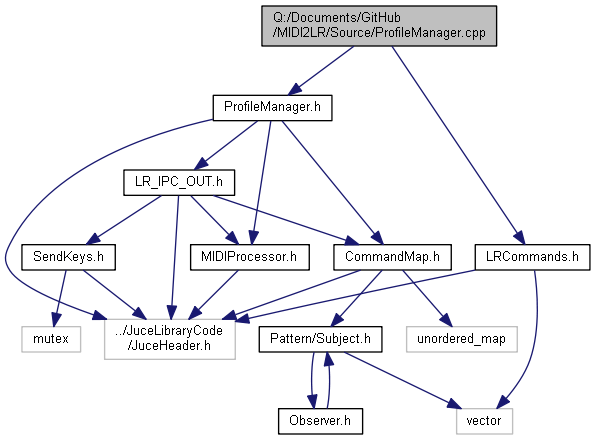 Q:/Documents/GitHub
/MIDI2LR/Source/ProfileManager.cpp
ProfileManager.h
LR_IPC_OUT.h
SendKeys.h
MIDIProcessor.h
CommandMap.h
LRCommands.h
mutex
../JuceLibraryCode
/JuceHeader.h
Pattern/Subject.h
unordered_map
Observer.h
vector